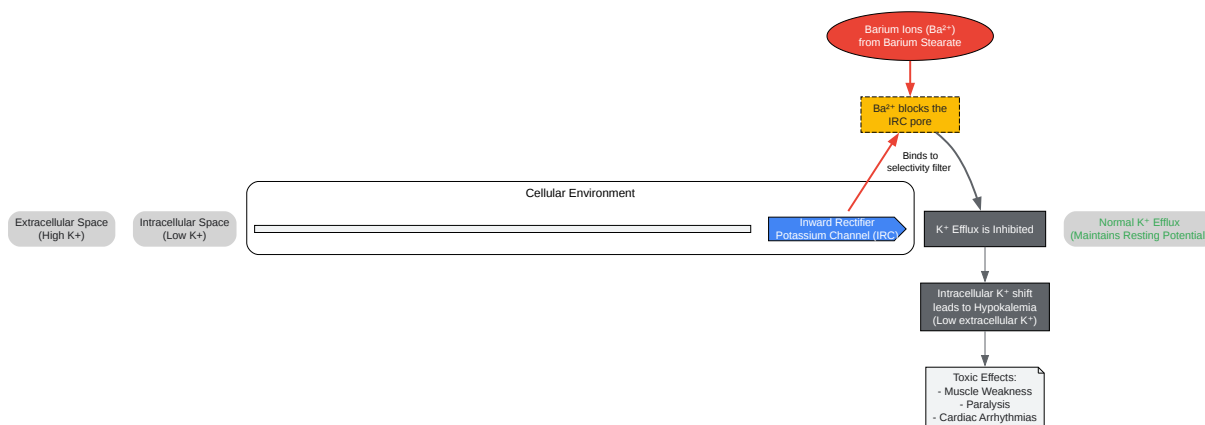 Barium Ions (Ba²⁺)
from Barium Stearate
Ba²⁺ blocks the
IRC pore
Binds to
selectivity filter
Cellular Environment
Extracellular Space
(High K+)
Intracellular Space
(Low K+)
Inward Rectifier
Potassium Channel (IRC)
K⁺ Efflux is Inhibited
Normal K⁺ Efflux
(Maintains Resting Potential
Intracellular K⁺ shift
leads to Hypokalemia
(Low extracellular K⁺)
Toxic Effects:
- Muscle Weakness
- Paralysis
- Cardiac Arrhythmias